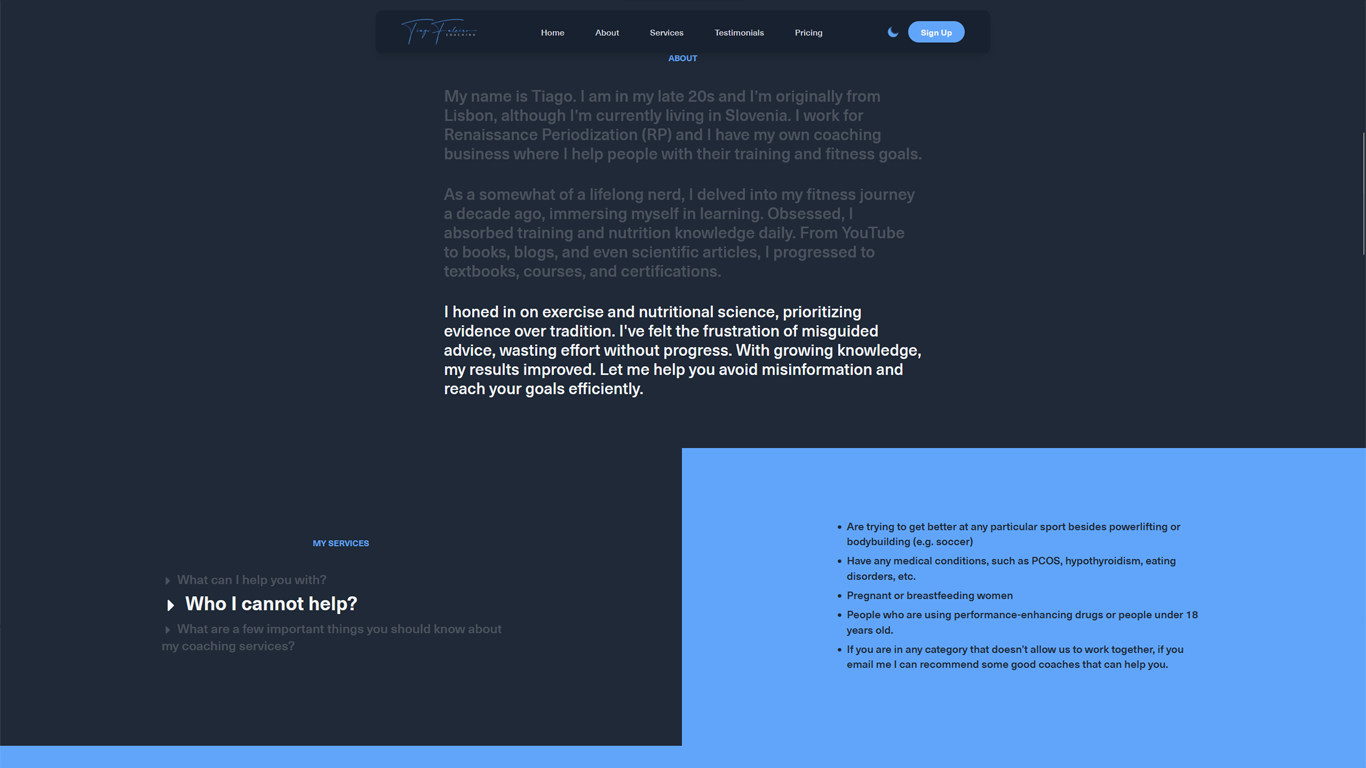 COACHING
Home
About
Services
Testimonials
Pricing
Sign Up
ABOUT
My name is Tiago. I am in my late 20s and I'm originally from
Lisbon, although I'm currently living in Slovenia. I work for
Renaissance Periodization (RP) and I have my own coaching
business where I help people with their training and fitness goals.
As a somewhat of a lifelong nerd, I delved into my fitness journey
a decade ago, immersing myself in learning. Obsessed, I
absorbed training and nutrition knowledge daily. From YouTube
to books, blogs, and even scientific articles, I progressed to
textbooks, courses, and certifications.
I honed in on exercise and nutritional science, prioritizing
evidence over tradition. I've felt the frustration of misguided
advice, wasting effort without progress. With growing knowledge,
my results improved. Let me help you avoid misinformation and
reach your goals efficiently.
MY SERVICES
What can I help you with?
Who I cannot help?
What are a few important things you should know about
my coaching services?
• Are trying to get better at any particular sport besides powerlifting or
bodybuilding (e.g. soccer)
• Have any medical conditions, such as PCOS, hypothyroidism, eating
disorders, etc.
• Pregnant or breastfeeding women
• People who are using performance-enhancing drugs or people under 18
years old.
• If you are in any category that doesn't allow us to work together, if you
email me I can recommend some good coaches that can help you.